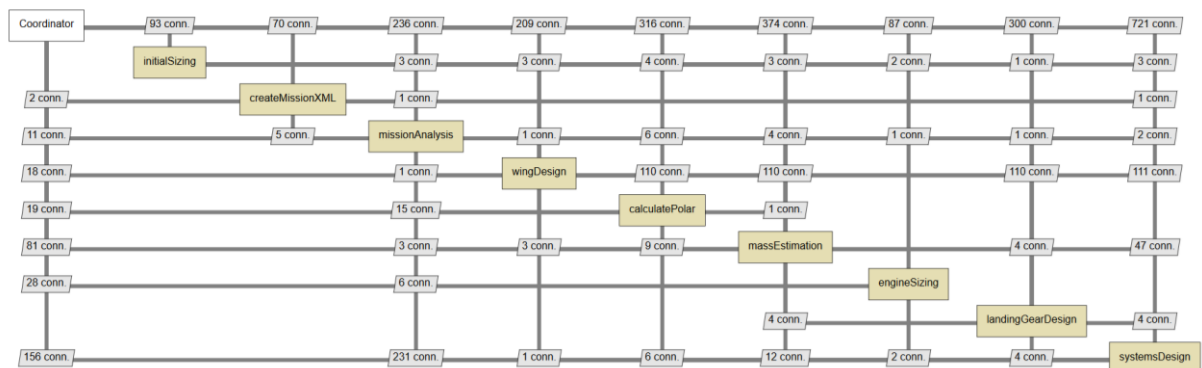 Coordinator 93 conn. 70 conn. 236 conn. 209 conn. 316 conn. 374 conn. 87 conn. 300 conn. 721 conn.
initialSizing 3 conn. 3 conn. 4 conn. 3 conn. 2 conn. 1 conn. 3 conn.
2 conn. createMissionXML 1 conn. 1 conn.
11 conn. 5 conn. missionAnalysis 1 conn. 6 conn. 4 conn. 1 conn. 1 conn. 2 conn.
18 conn. 1 conn. wingDesign 110 conn. 110 conn. 110 conn. 111 conn.
19 conn. 15 conn. calculatePolar 1 conn.
81 conn. 3 conn. 3 conn. 9 conn. massEstimation 4 conn. 47 conn.
28 conn. 6 conn. engineSizing
4 conn. landingGearDesign 4 conn.
156 conn. 231 conn. 1 conn. 6 conn. 12 conn. 2 conn. 4 conn. systemsDesign